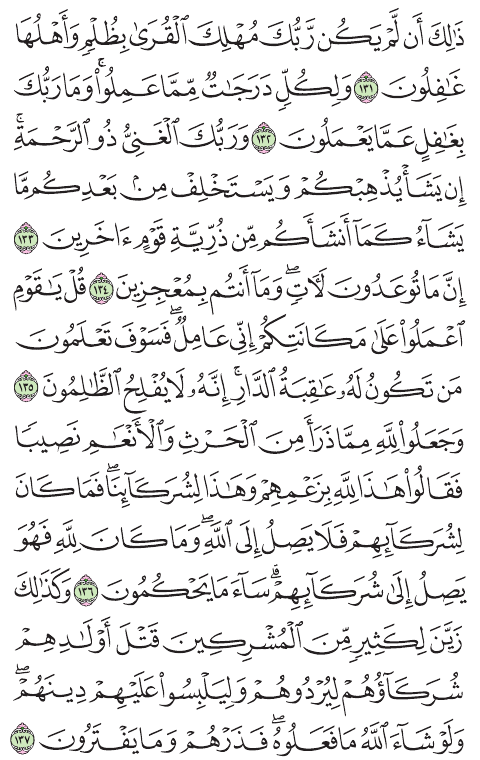 ذَٰلِكَ أَن لَّمْ يَكُن رَّبُّكَ مُهْلِكَ ٱلْقُرَىٰ بِظُلْمٍ وَأَهْلُهَا
غَٰفِلُونَ ١٣١ وَلِكُلٍّ دَرَجَٰتٌ مِّمَّا عَمِلُوا۟ ۚ وَمَا رَبُّكَ
بِغَٰفِلٍ عَمَّا يَعْمَلُونَ ١٣٢ وَرَبُّكَ ٱلْغَنِىُّ ذُو ٱلرَّحْمَةِ ۚ
إِن يَشَأْ يُذْهِبْكُمْ وَيَسْتَخْلِفْ مِنۢ بَعْدِكُم مَّا
يَشَآءُ كَمَآ أَنشَأَكُم مِّن ذُرِّيَّةِ قَوْمٍ ءَاخَرِينَ ١٣٣
إِنَّ مَا تُوعَدُونَ لَءَاتٍ ۖ وَمَآ أَنتُم بِمُعْجِزِينَ ١٣٤ قُلْ يَٰقَوْمِ
ٱعْمَلُوا۟ عَلَىٰ مَكَانَتِكُمْ إِنِّى عَامِلٌ ۖ فَسَوْفَ تَعْلَمُونَ
مَن تَكُونُ لَهُۥ عَٰقِبَةُ ٱلدَّارِ ۗ إِنَّهُۥ لَا يُفْلِحُ ٱلظَّٰلِمُونَ ١٣٥
وَجَعَلُوا۟ لِلَّهِ مِمَّا ذَرَأَ مِنَ ٱلْحَرْثِ وَٱلْأَنْعَٰمِ نَصِيبًا
فَقَالُوا۟ هَٰذَا لِلَّهِ بِزَعْمِهِمْ وَهَٰذَا لِشُرَكَآئِنَا ۖ فَمَا كَانَ
لِشُرَكَآئِهِمْ فَلَا يَصِلُ إِلَى ٱللَّهِ ۖ وَمَا كَانَ لِلَّهِ فَهُوَ
يَصِلُ إِلَىٰ شُرَكَآئِهِمْ ۗ سَآءَ مَا يَحْكُمُونَ ١٣٦ وَكَذَٰلِكَ
زَيَّنَ لِكَثِيرٍ مِّنَ ٱلْمُشْرِكِينَ قَتْلَ أَوْلَٰدِهِمْ
شُرَكَآؤُهُمْ لِيُرْدُوهُمْ وَلِيَلْبِسُوا۟ عَلَيْهِمْ دِينَهُمْ ۖ
وَلَوْ شَآءَ ٱللَّهُ مَا فَعَلُوهُ ۖ فَذَرْهُمْ وَمَا يَفْتَرُونَ ١٣٧